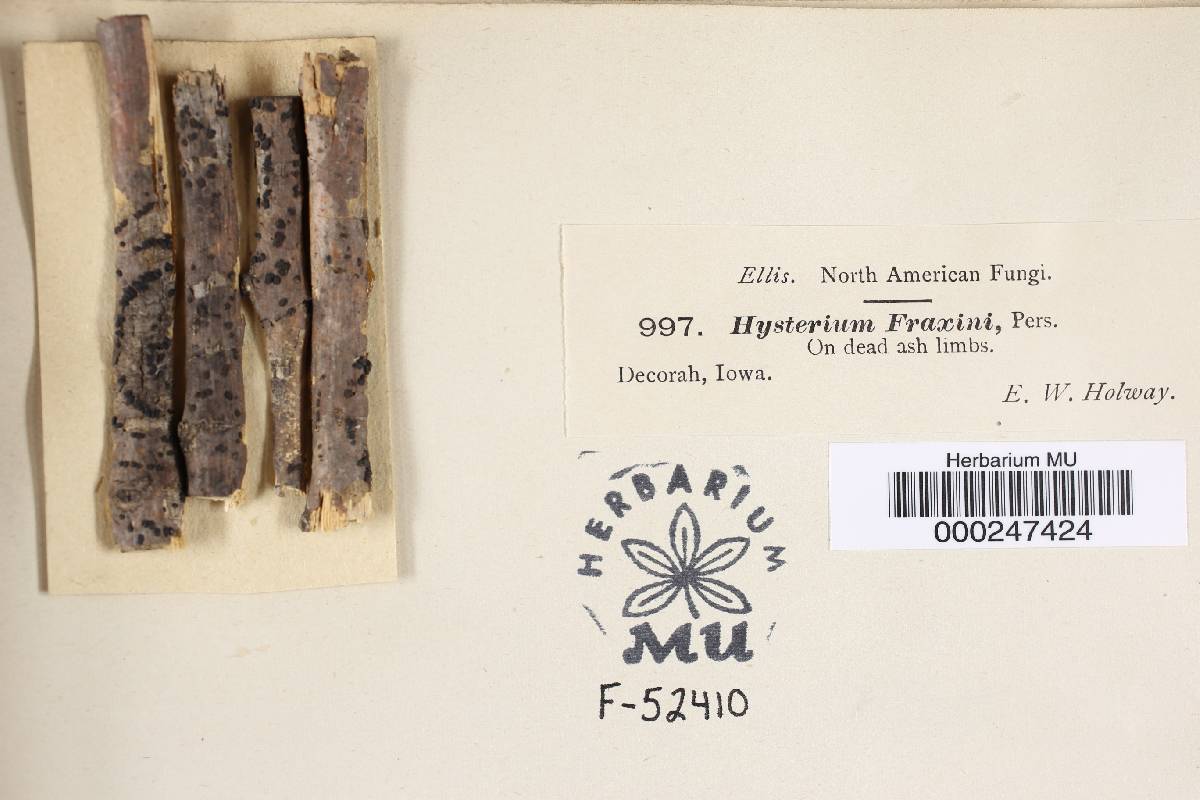 Ellis. North American Fungi.
997. Hysterium Fraxini, Pers.
On dead ash limbs.
Decorah, Iowa.
E. W. Holway.
Herbarium MU
000247424
HERBARIUM
MU
F-52410